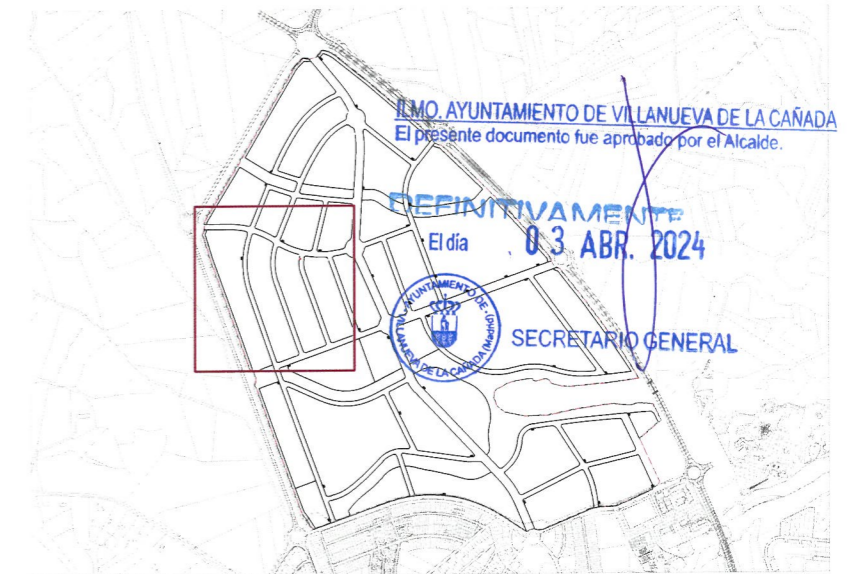 ILMO. AYUNTAMIENTO DE VILLANUEVA DE LA CAÑADA
El presente documento fue aprobado por el Alcalde.
DEFINITIVAMENTE
El día 03 ABR. 2024
AYUNTAMIENTO DE
VILLANUEVA DE LA CAÑADA (Madrid)
SECRETARIO GENERAL